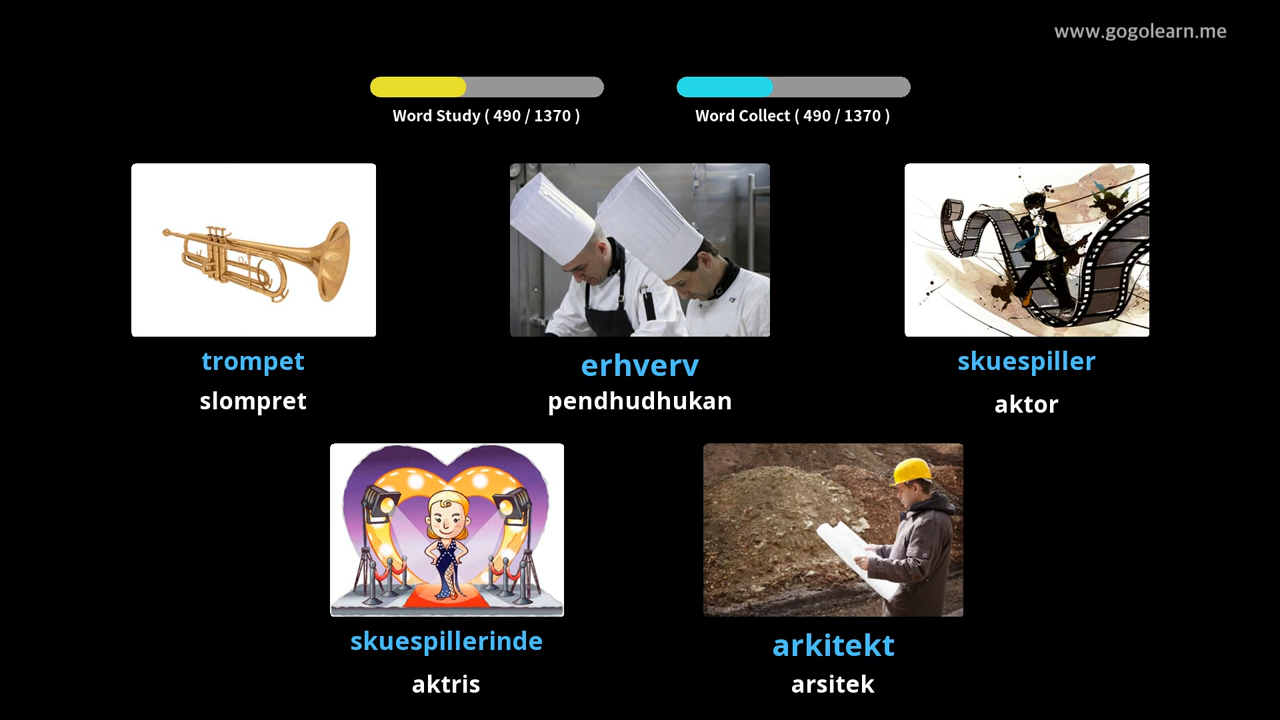 www.gogolearn.me
Word Study ( 490 / 1370 )
Word Collect ( 490 / 1370 )
trompet
slompret
erhverv
pendhudhukan
skuespiller
aktor
skuespillerinde
aktris
arkitekt
arsitek